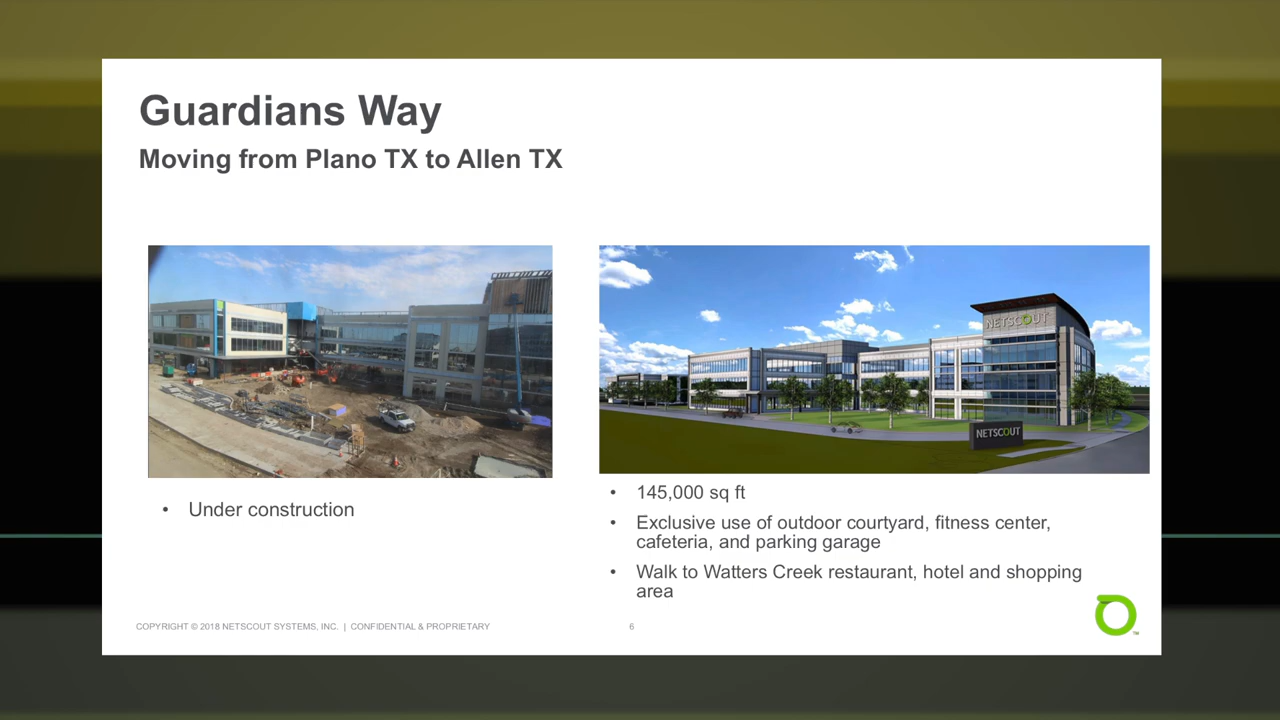 Guardians Way
Moving from Plano TX to Allen TX
NETSCOUT
NETSCOUT
• Under construction
• 145,000 sq ft
• Exclusive use of outdoor courtyard, fitness center,
cafeteria, and parking garage
• Walk to Watters Creek restaurant, hotel and shopping
area
COPYRIGHT © 2018 NETSCOUT SYSTEMS, INC. | CONFIDENTIAL & PROPRIETARY
6
TM